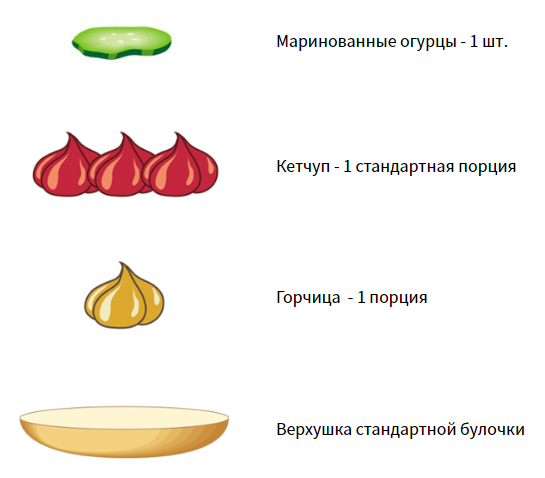 Маринованные огурцы - 1 шт.
Кетчуп - 1 стандартная порция
Горчица  - 1 порция
Верхушка стандартной булочки